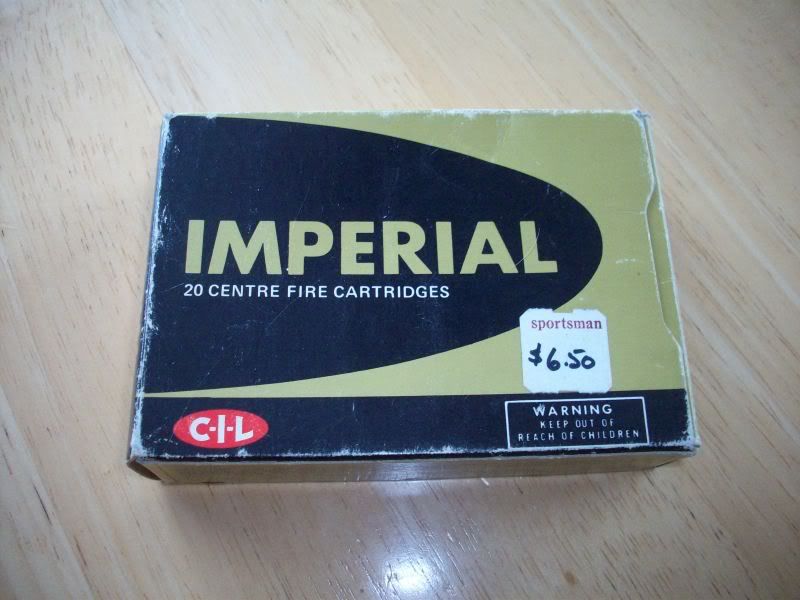 IMPERIAL
20 CENTRE FIRE CARTRIDGES
sportsman
$6.50
C-I-L
WARNING
KEEP OUT OF
REACH OF CHILDREN